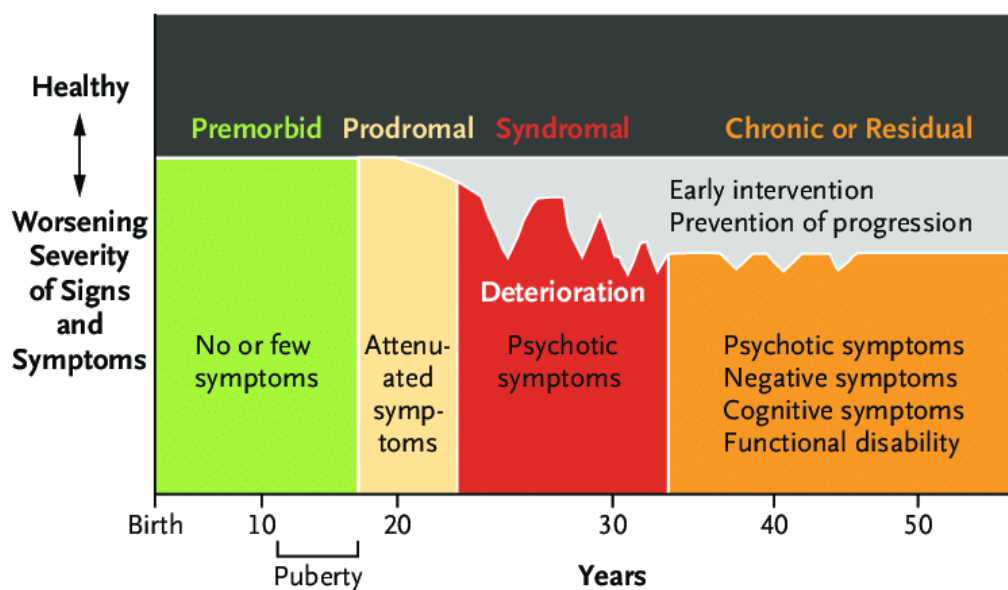 Healthy
Worsening
Severity
of Signs
and
Symptoms
Premorbid
Prodromal
Syndromal
Chronic or Residual
Early intervention
Prevention of progression
Deterioration
No or few
symptoms
Attenu-
ated
symp-
toms
Psychotic
symptoms
Psychotic symptoms
Negative symptoms
Cognitive symptoms
Functional disability
Birth 10 20 30 40 50
Puberty
Years